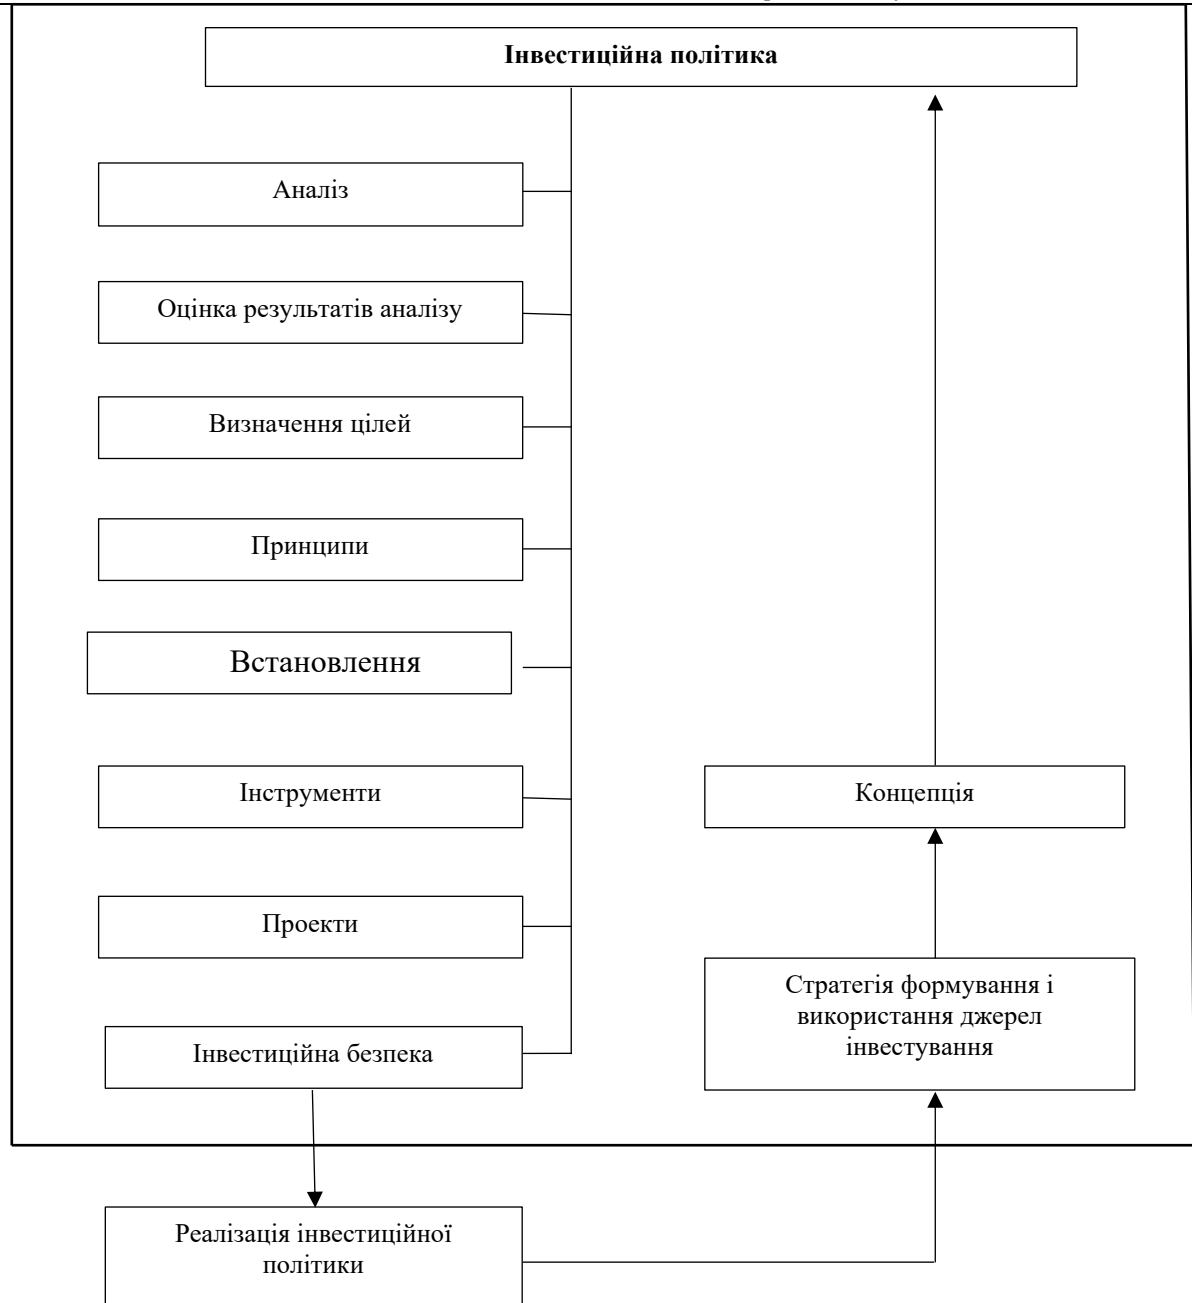 Інвестиційна політика
Аналіз
Оцінка результатів аналізу
Визначення цілей
Принципи
Встановлення
Інструменти
Концепція
Проекти
Стратегія формування і
використання джерел
інвестування
Інвестиційна безпека
Реалізація інвестиційної
політики